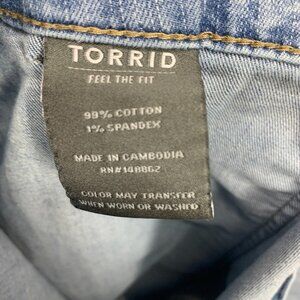 TORRID
FEEL THE FIT
99% COTTON
1% SPANDEX
MADE IN CAMBODIA
RN#148862
COLOR MAY TRANSFER
WHEN WORN OR WASHED